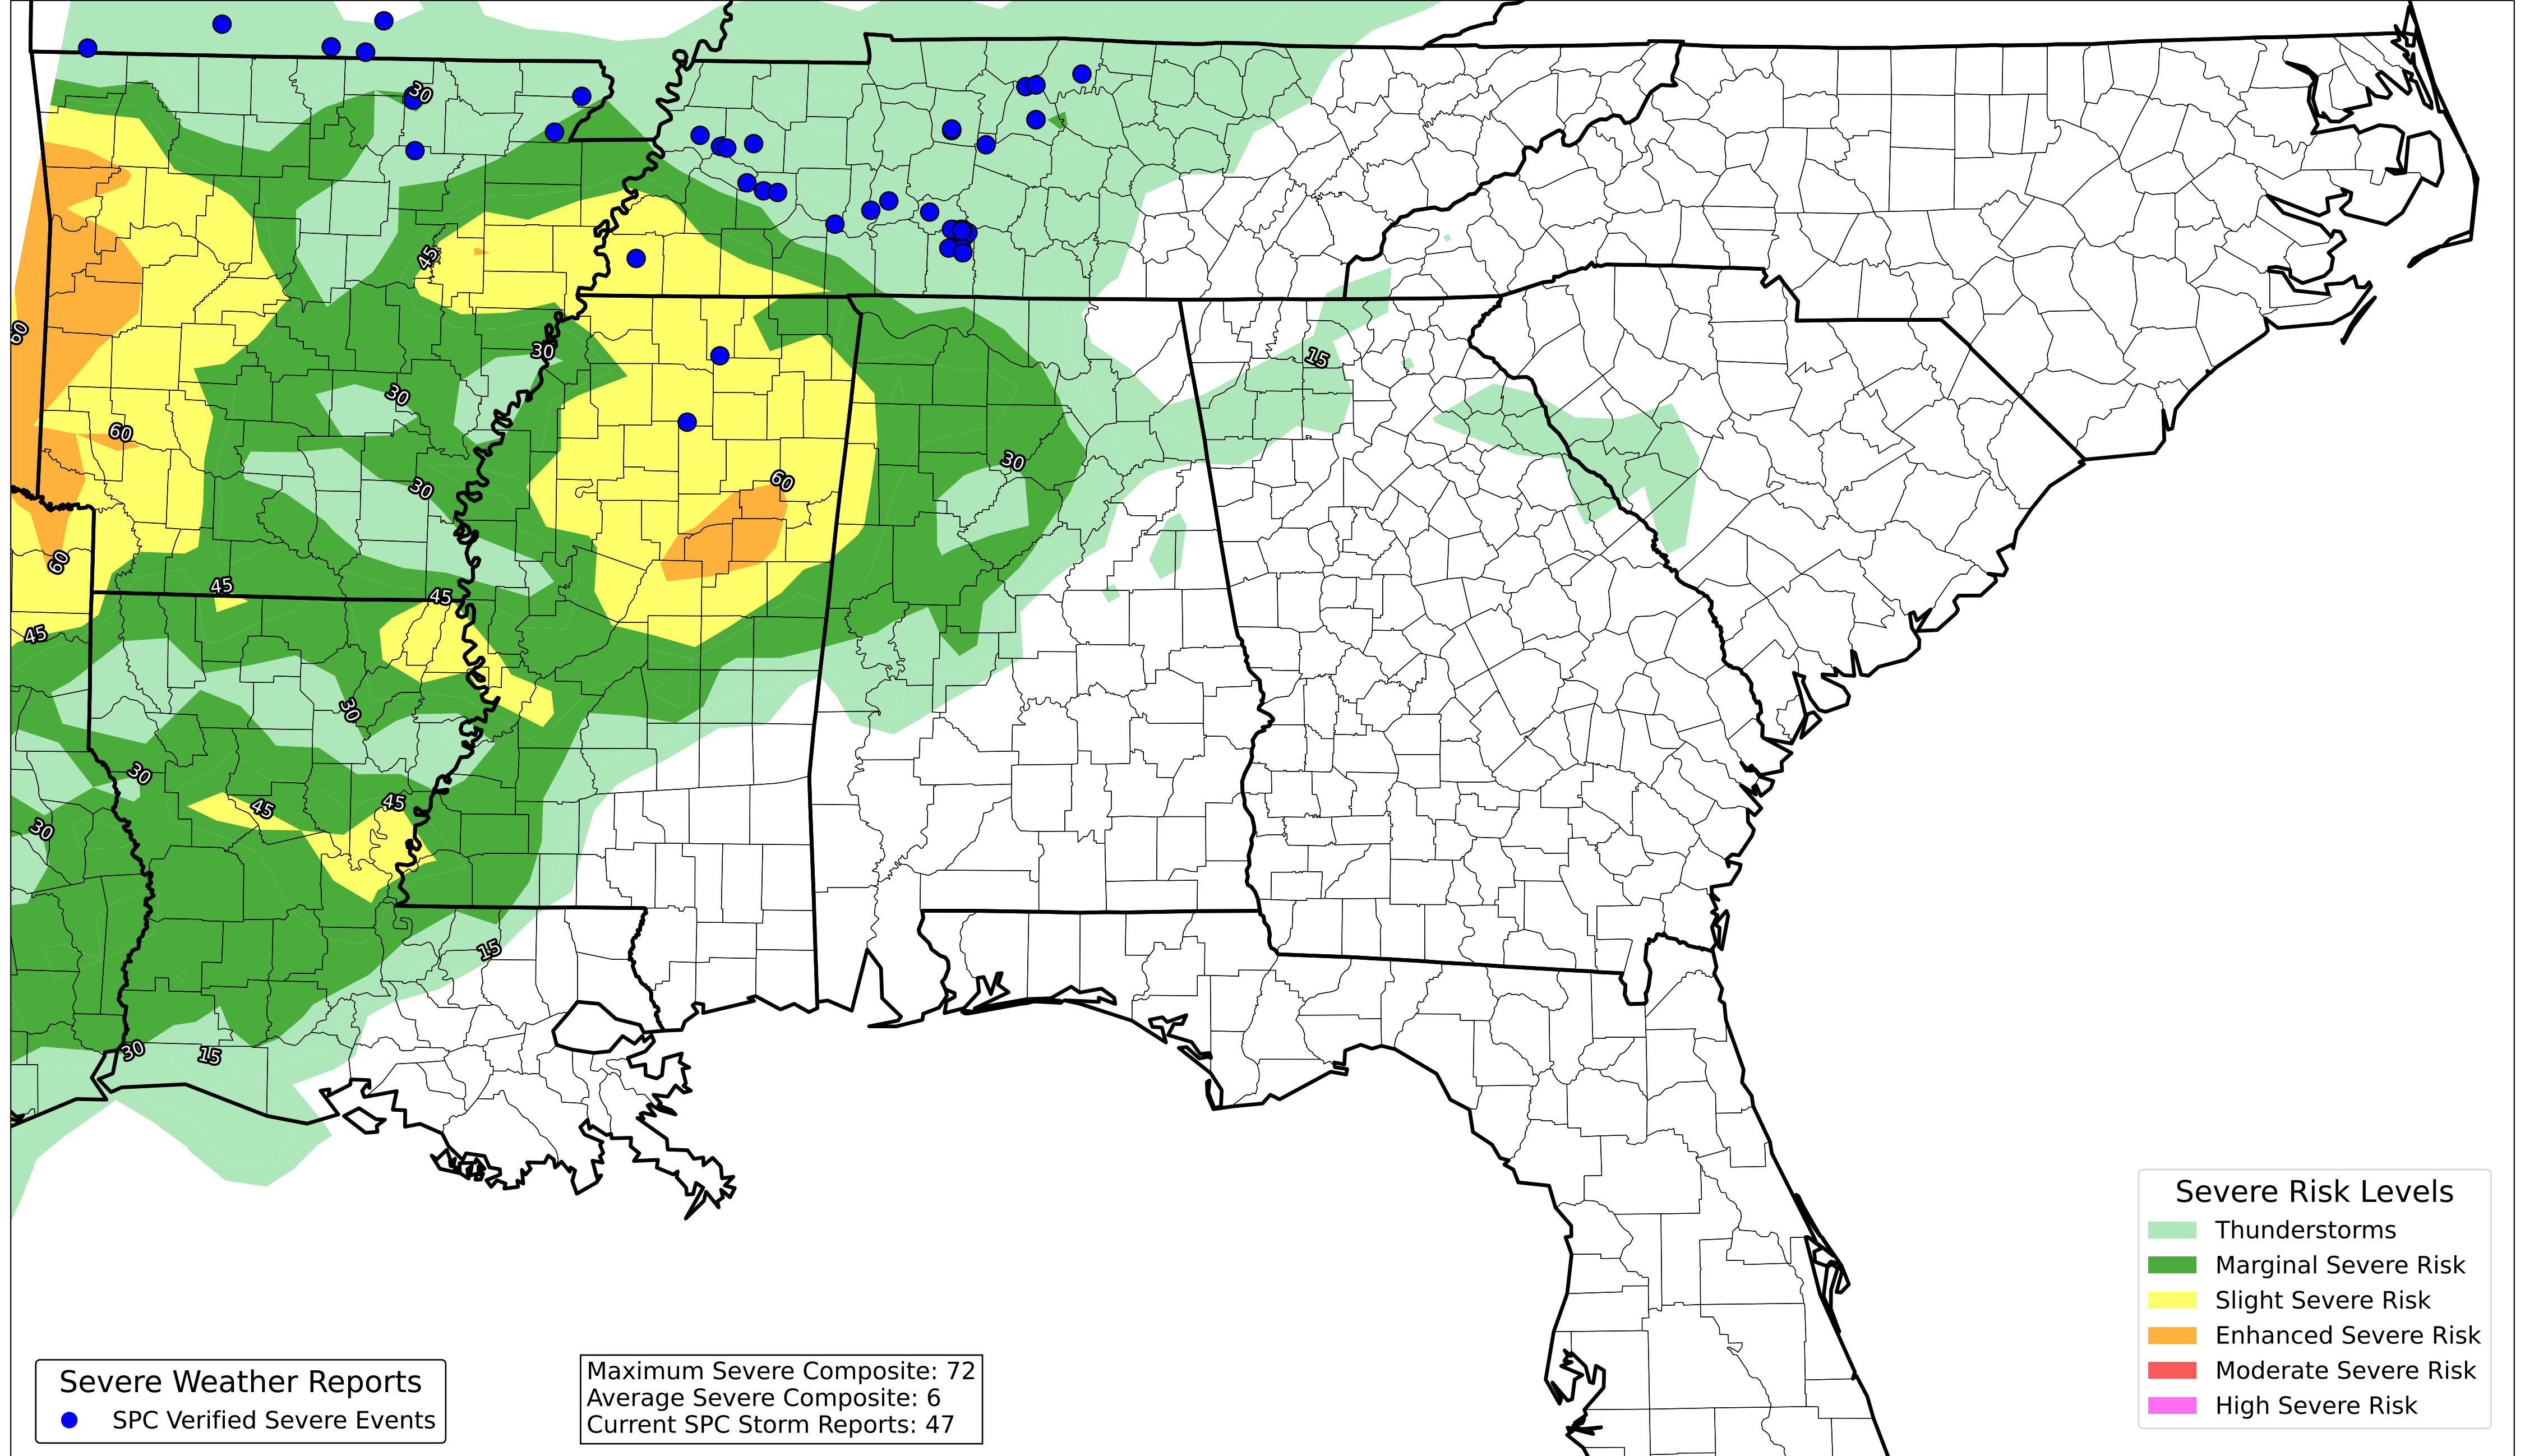 30
45
60
30
15
30
60
30
60
30
60
45
45
45
30
30
45
45
30
15
30
15
Severe Risk Levels
Thunderstorms
Marginal Severe Risk
Slight Severe Risk
Enhanced Severe Risk
Moderate Severe Risk
High Severe Risk
Maximum Severe Composite: 72
Average Severe Composite: 6
Current SPC Storm Reports: 47
Severe Weather Reports
SPC Verified Severe Events